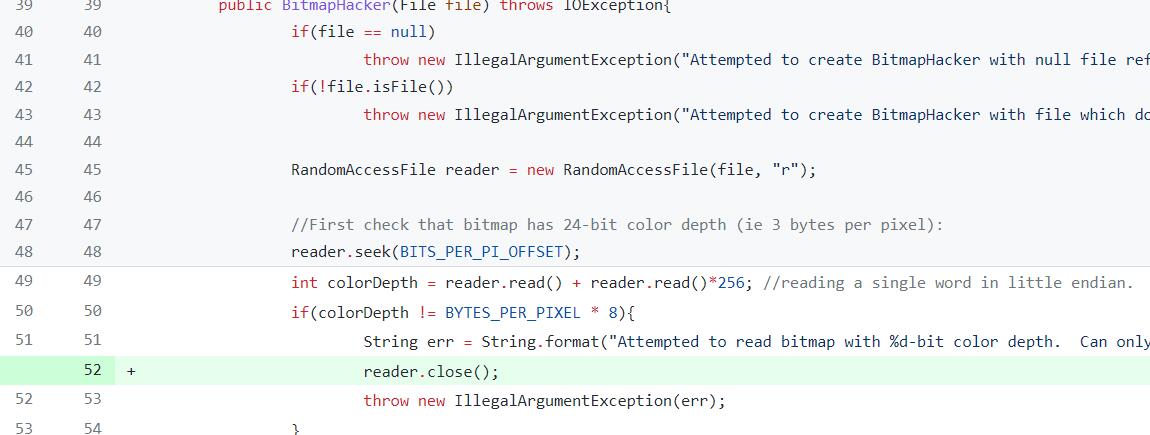 39 39 public BitmapHacker(File file) throws IOException{
40 40 if(file == null)
41 41 throw new IllegalArgumentException("Attempted to create BitmapHacker with null file ref
42 42 if(!file.isFile())
43 43 throw new IllegalArgumentException("Attempted to create BitmapHacker with file which do
44 44
45 45 RandomAccessFile reader = new RandomAccessFile(file, "r");
46 46
47 47 //First check that bitmap has 24-bit color depth (ie 3 bytes per pixel):
48 48 reader.seek(BITS_PER_PI_OFFSET);
49 49 int colorDepth = reader.read() + reader.read()*256; //reading a single word in little endian.
50 50 if(colorDepth != BYTES_PER_PIXEL * 8){
51 51 String err = String.format("Attempted to read bitmap with %d-bit color depth.  Can only
52 + reader.close();
52 53 throw new IllegalArgumentException(err);
53 54 }